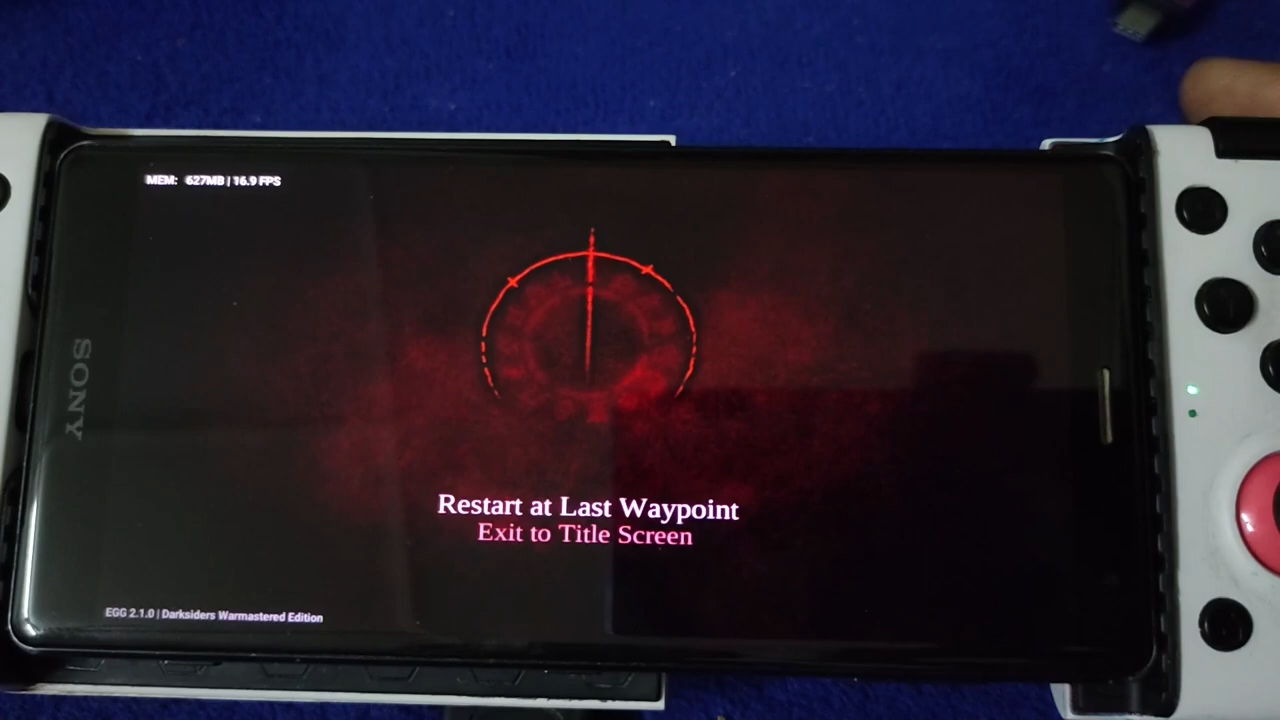 MEM: 627MB | 16.9 FPS
SONY
Restart at Last Waypoint
Exit to Title Screen
EGG 2.1.0 | Darksiders Warmastered Edition